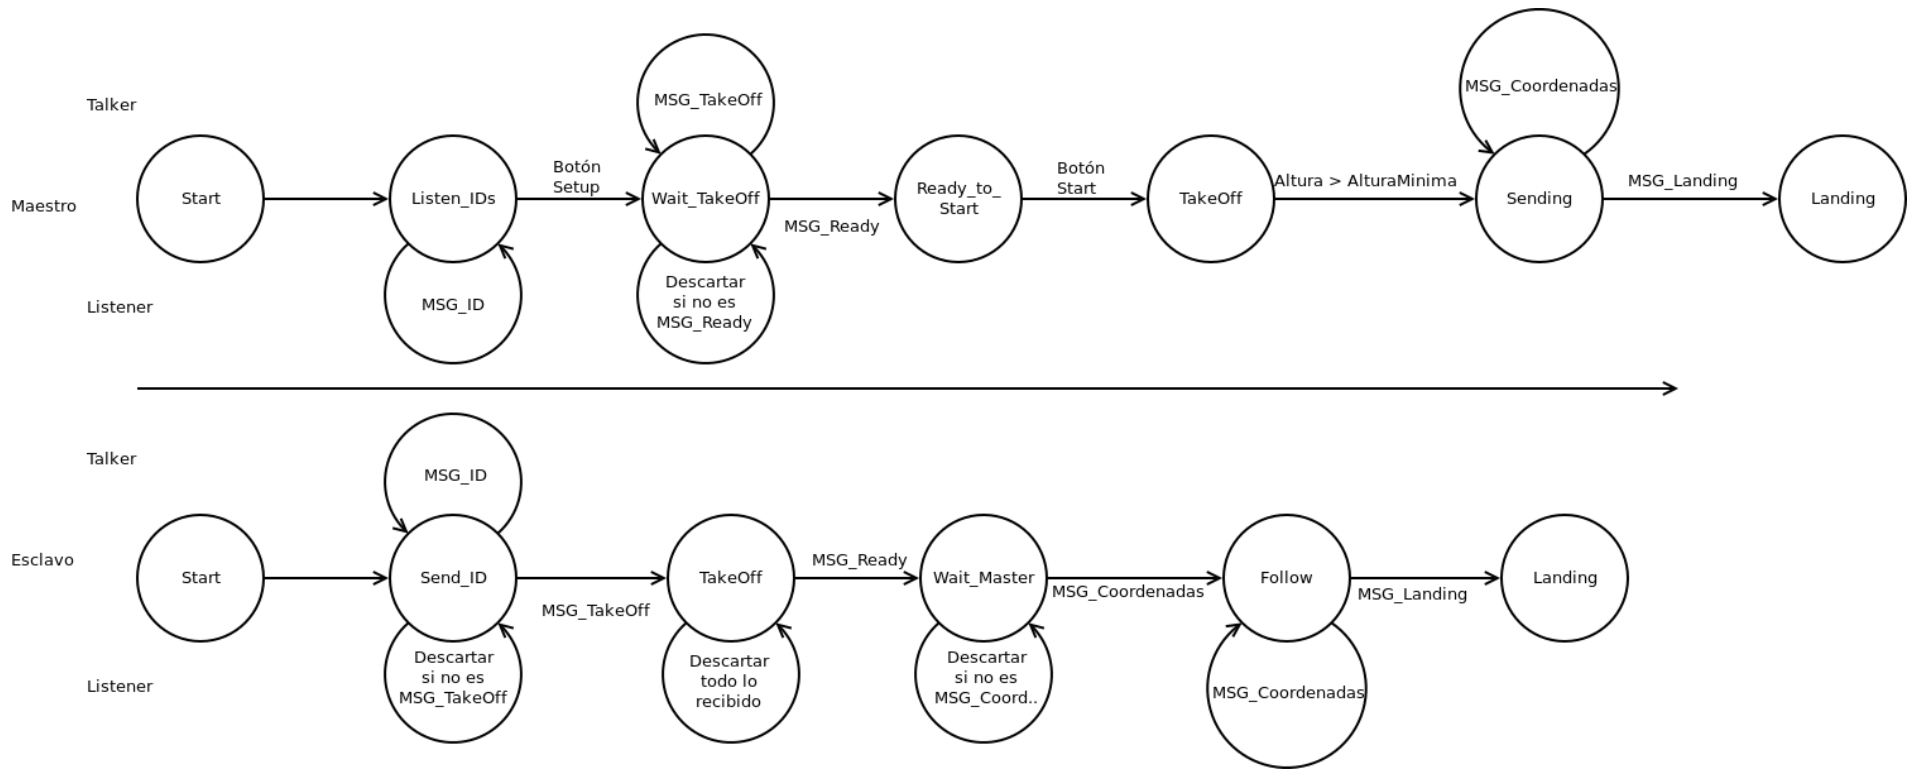 Talker
MSG_TakeOff
MSG_Coordenadas
Maestro
Start
Listen_IDs
Botón
Setup
Wait_TakeOff
MSG_Ready
Ready_to_
Start
Botón
Start
TakeOff
Altura > AlturaMinima
Sending
MSG_Landing
Landing
Listener
MSG_ID
Descartar
si no es
MSG_Ready
Talker
MSG_ID
Esclavo
Start
Send_ID
MSG_TakeOff
TakeOff
MSG_Ready
Wait_Master
MSG_Coordenadas
Follow
MSG_Landing
Landing
Listener
Descartar
si no es
MSG_TakeOff
Descartar
todo lo
recibido
Descartar
si no es
MSG_Coord..
MSG_Coordenadas